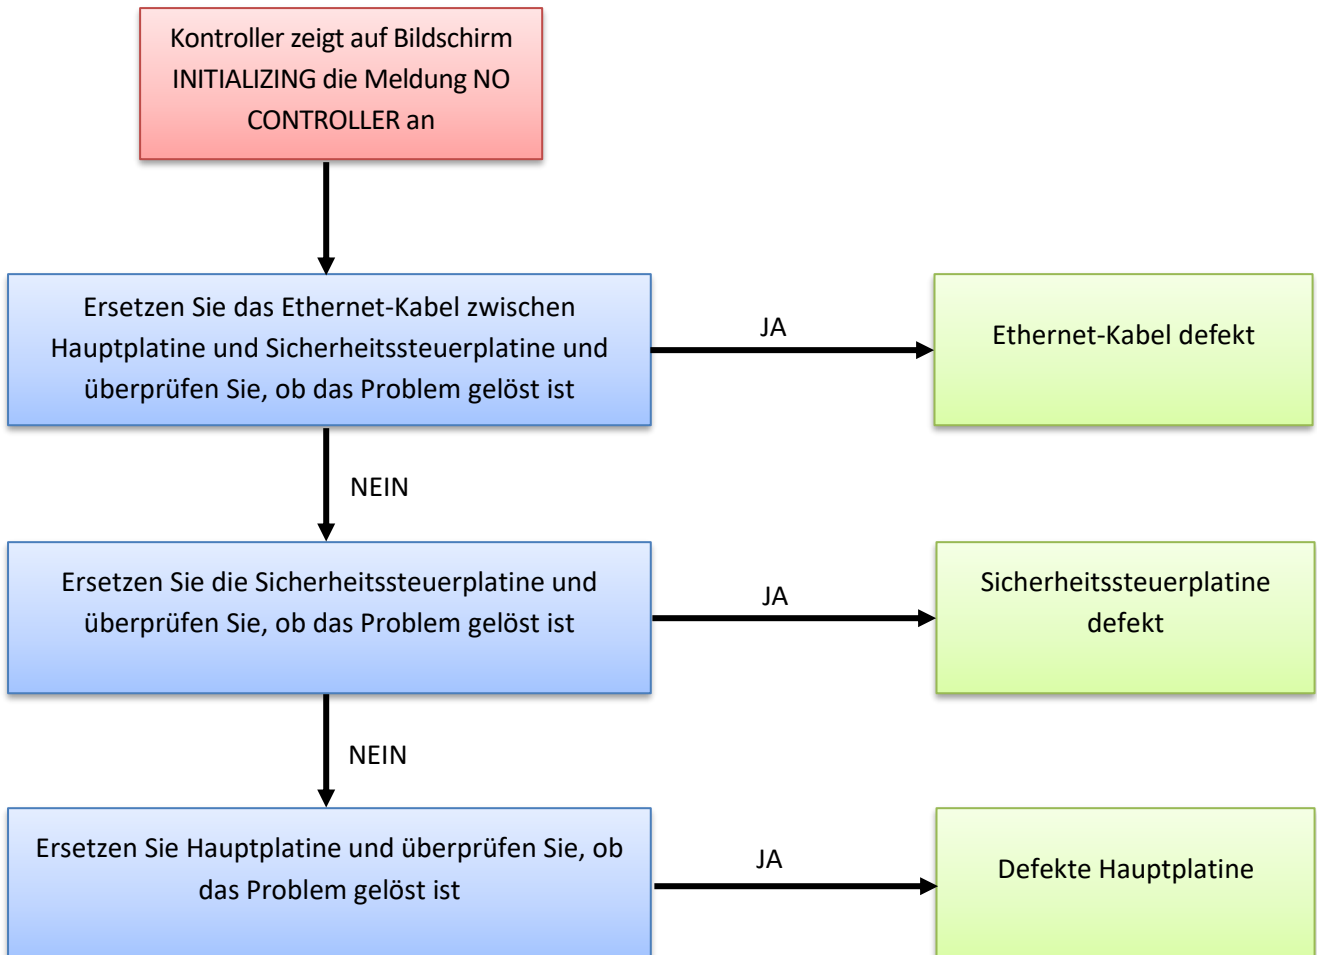 Kontroller zeigt auf Bildschirm
INITIALIZING die Meldung NO
CONTROLLER an
Ersetzen Sie das Ethernet-Kabel zwischen
Hauptplatine und Sicherheitssteuerplatine und
überprüfen Sie, ob das Problem gelöst ist
JA
Ethernet-Kabel defekt
NEIN
Ersetzen Sie die Sicherheitssteuerplatine und
überprüfen Sie, ob das Problem gelöst ist
JA
Sicherheitssteuerplatine
defekt
NEIN
Ersetzen Sie Hauptplatine und überprüfen Sie, ob
das Problem gelöst ist
JA
Defekte Hauptplatine